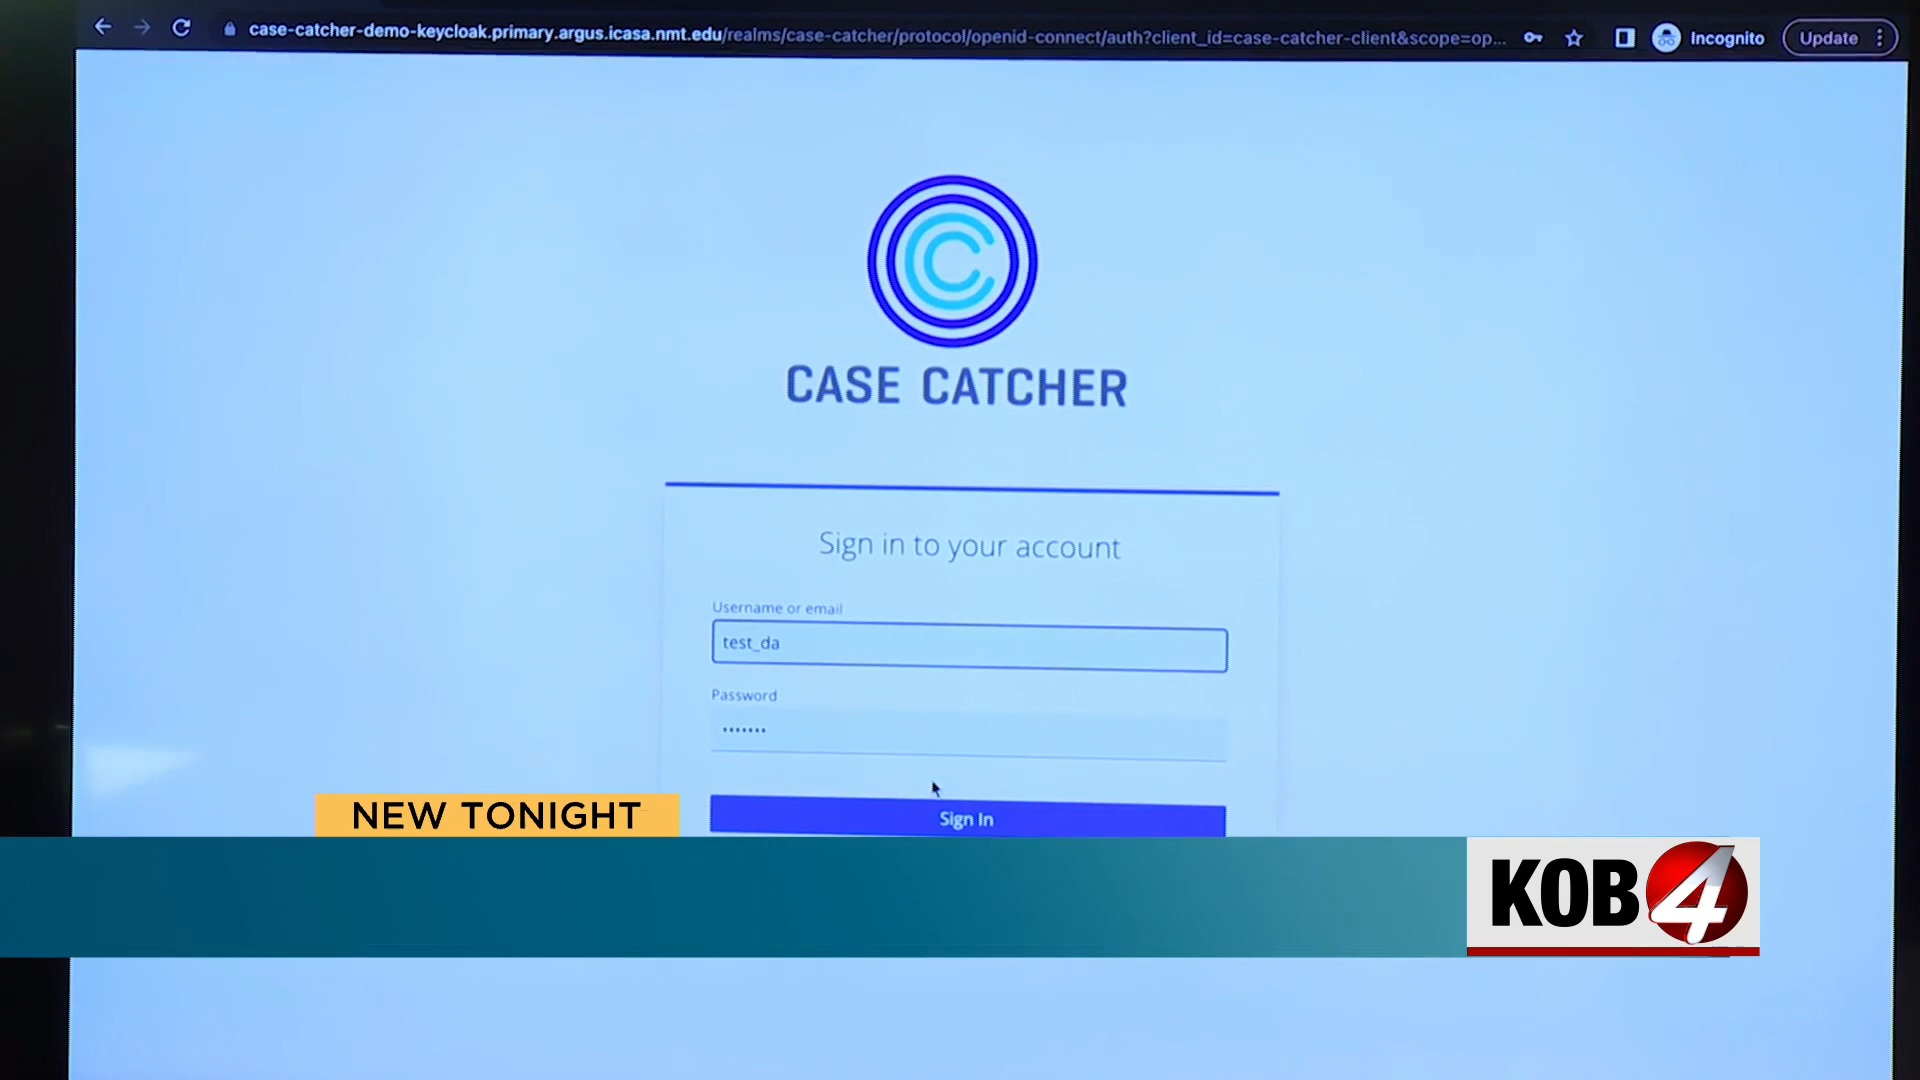 case-catcher-demo-keycloak.primary.argus.icasa.nmt.edu/realms/case-catcher/protocol/openid-connect/auth?client_id=case-catcher-client&scope=op...
Incognito
Update
CASE CATCHER
Sign in to your account
Username or email
test_da
Password
•••••••
Sign In
NEW TONIGHT
KOB 4